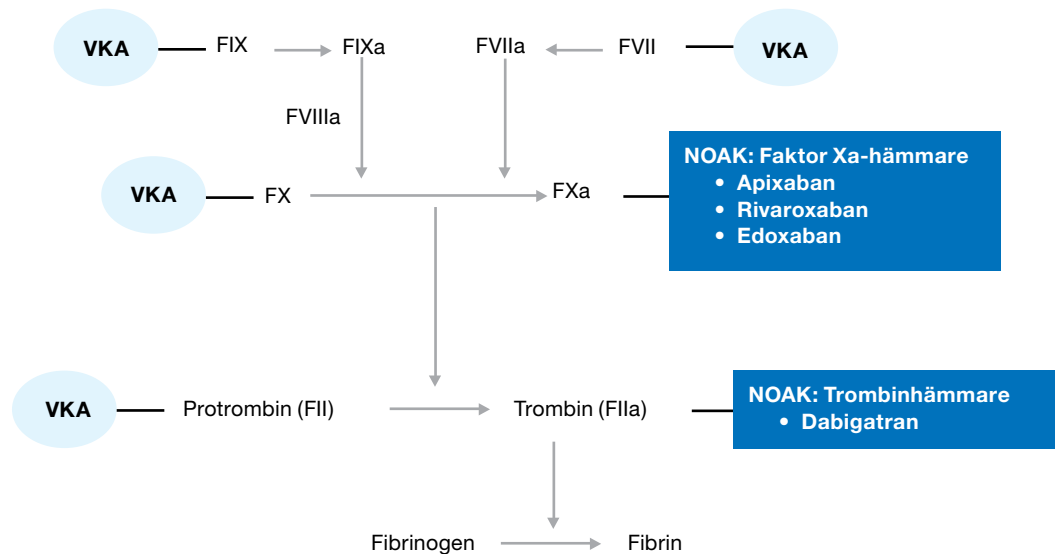 VKA
FIX
FIXa
FVIIa
FVII
VKA
FVIIIa
VKA
FX
FXa
NOAK: Faktor Xa-hämmare
• Apixaban
• Rivaroxaban
• Edoxaban
VKA
Protrombin (FII)
Trombin (FIIa)
NOAK: Trombinhämmare
• Dabigatran
Fibrinogen
Fibrin